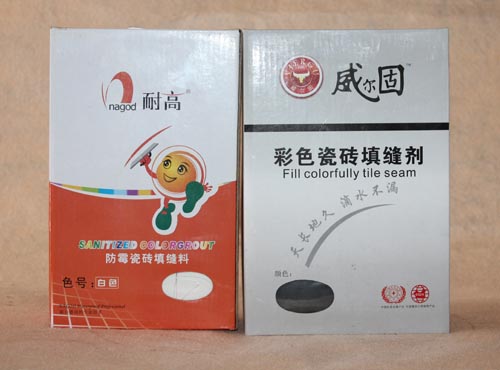 nagod 耐高®
SANITIZED COLORGROUT
防霉瓷砖填缝料
色号：白色
威尔固™
彩色瓷砖填缝剂
Fill colorfully tile seam
天长地久 滴水不漏
颜色：